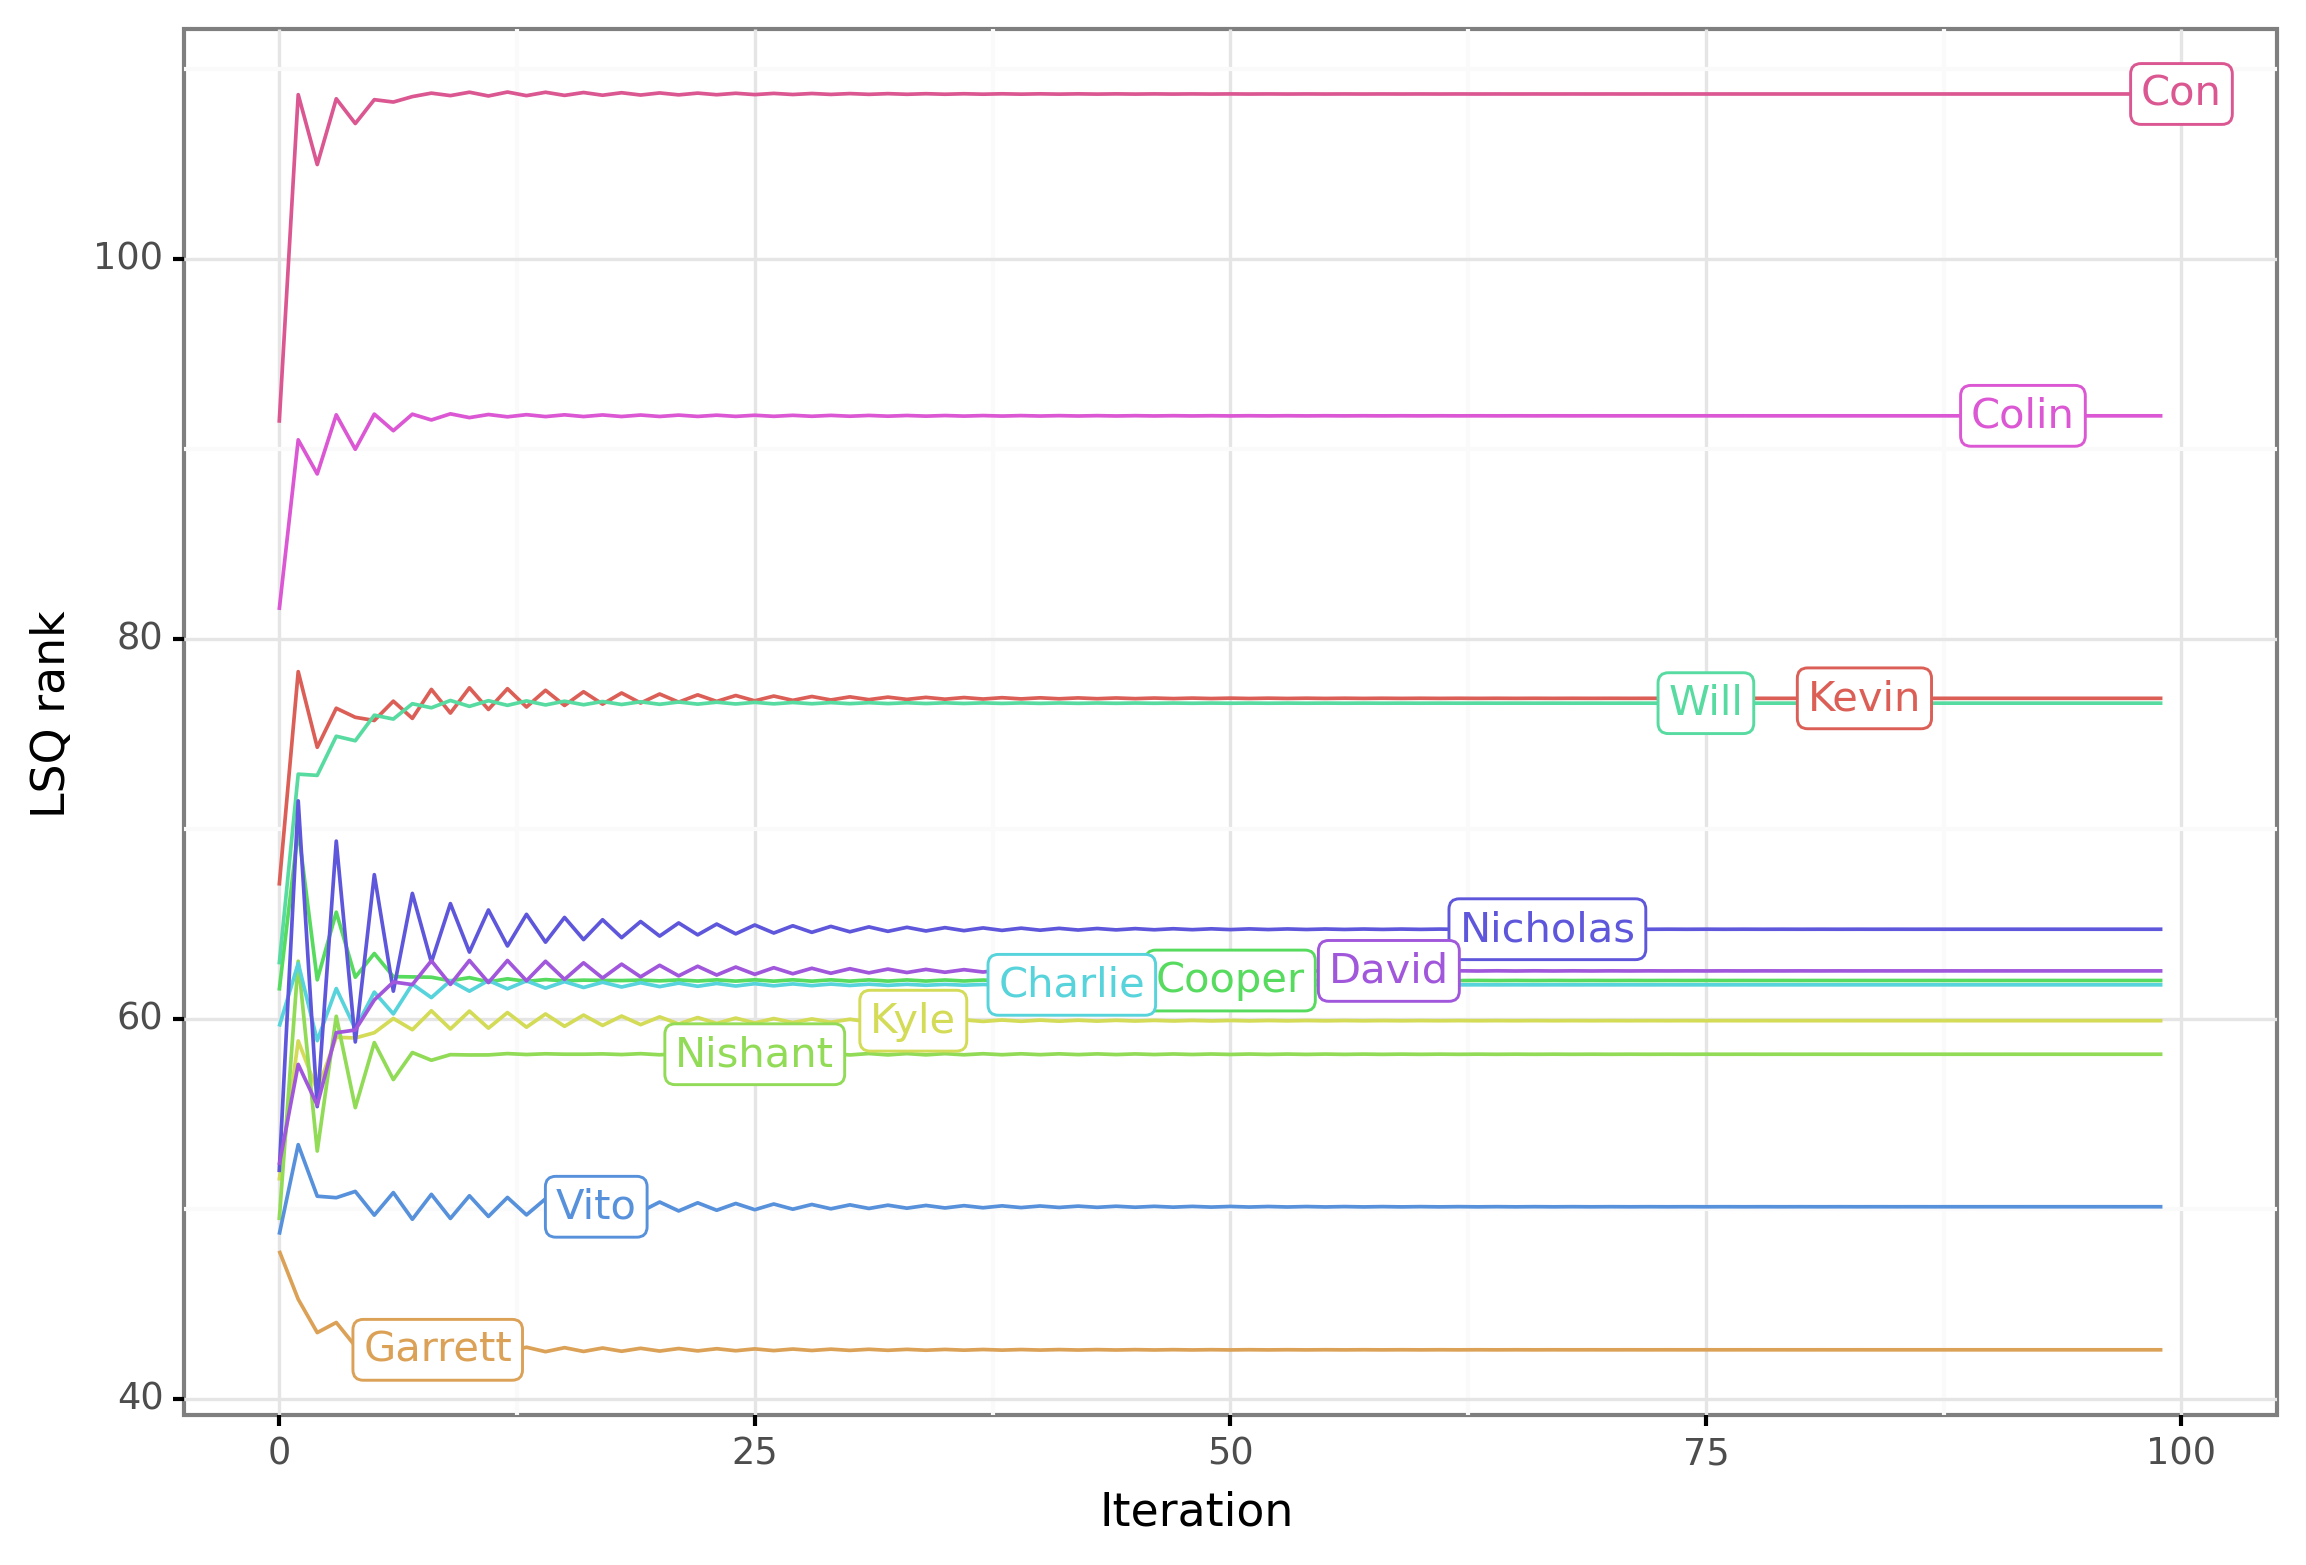 Con
100
Colin
80
Will
Kevin
Nicholas
David
Cooper
Charlie
60
Kyle
Nishant
Vito
Garrett
40
0
25
50
75
100
Iteration
LSQ rank